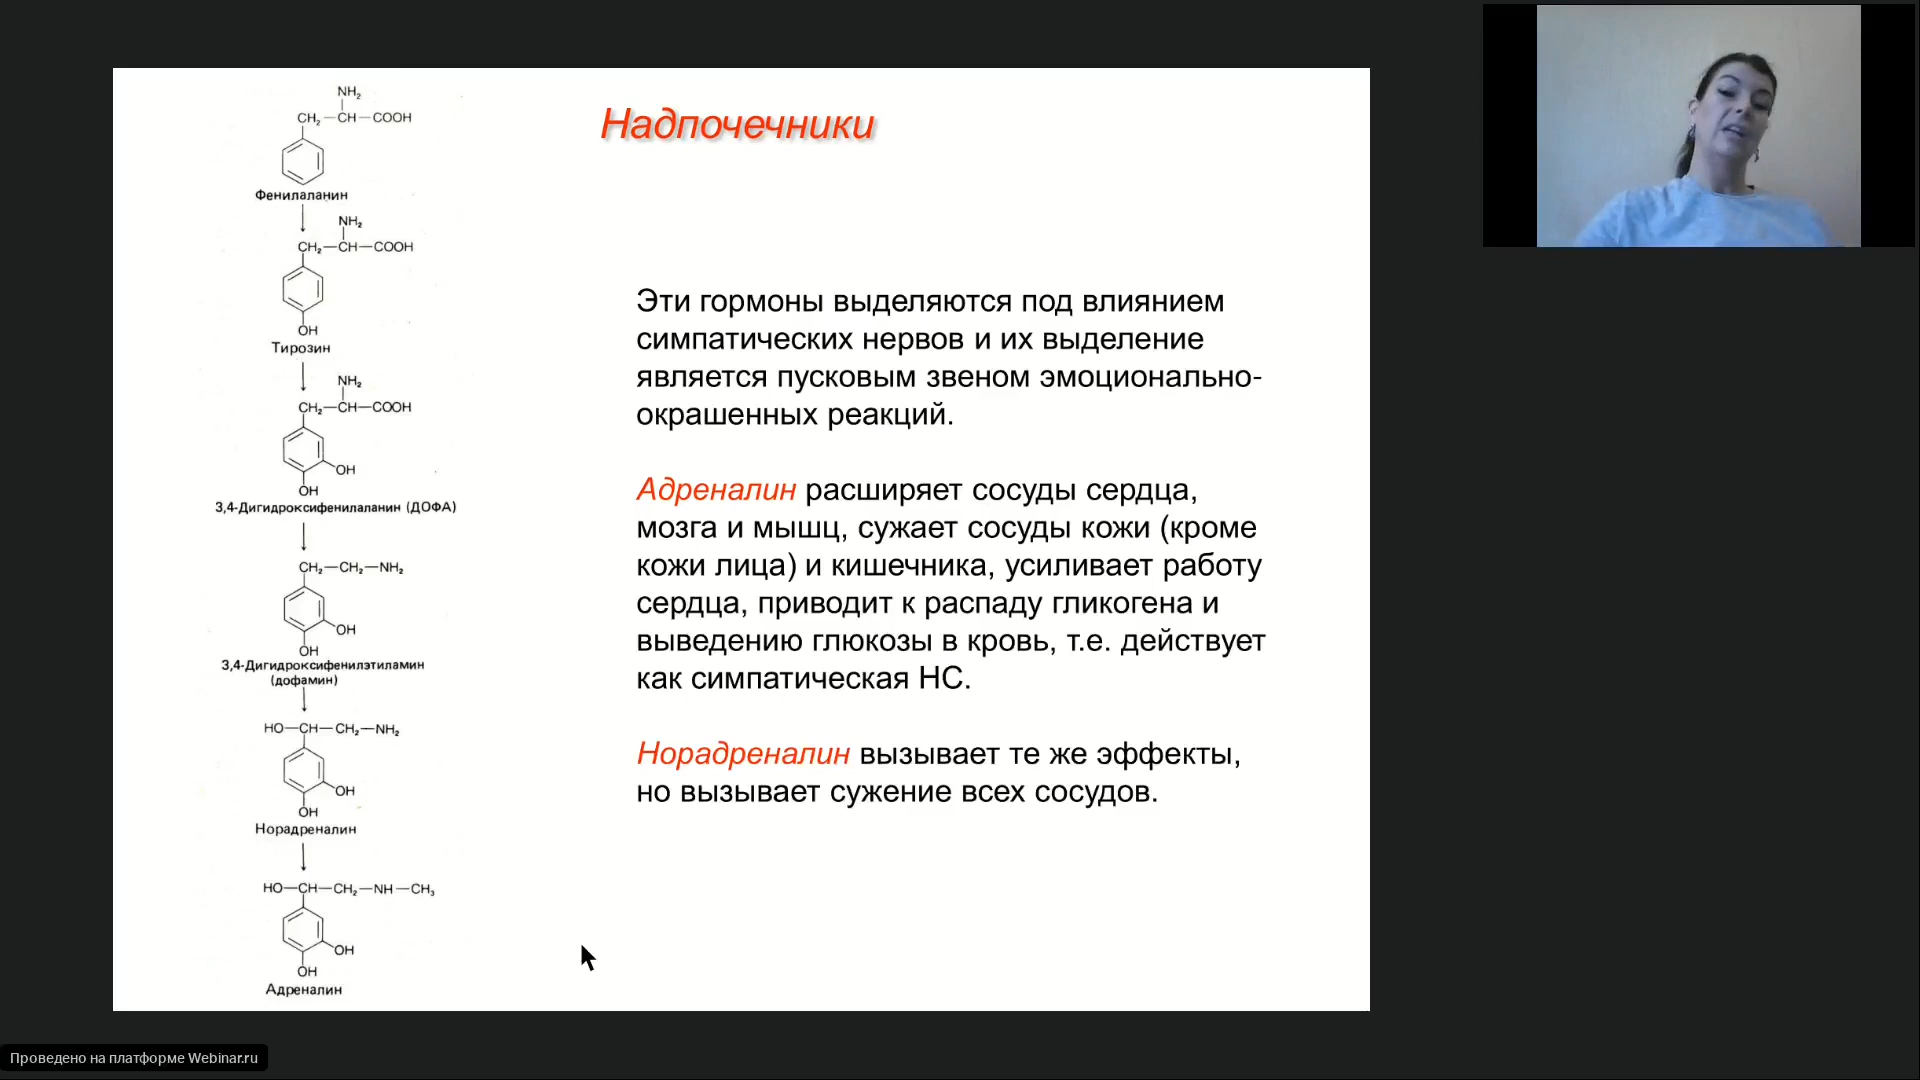 Надпочечники
NH₂
CH₂—CH—COOH
Фенилаланин
NH₂
CH₂—CH—COOH
OH
Тирозин
NH₂
CH₂—CH—COOH
OH
OH
3,4-Дигидроксифенилаланин (ДОФА)
CH₂—CH₂—NH₂
OH
OH
3,4-Дигидроксифенилэтиламин
(дофамин)
HO—CH—CH₂—NH₂
OH
OH
Норадреналин
HO—CH—CH₂—NH—CH₃
OH
OH
Адреналин
Эти гормоны выделяются под влиянием
симпатических нервов и их выделение
является пусковым звеном эмоционально-
окрашенных реакций.
Адреналин расширяет сосуды сердца,
мозга и мышц, сужает сосуды кожи (кроме
кожи лица) и кишечника, усиливает работу
сердца, приводит к распаду гликогена и
выведению глюкозы в кровь, т.е. действует
как симпатическая НС.
Норадреналин вызывает те же эффекты,
но вызывает сужение всех сосудов.
Проведено на платформе Webinar.ru